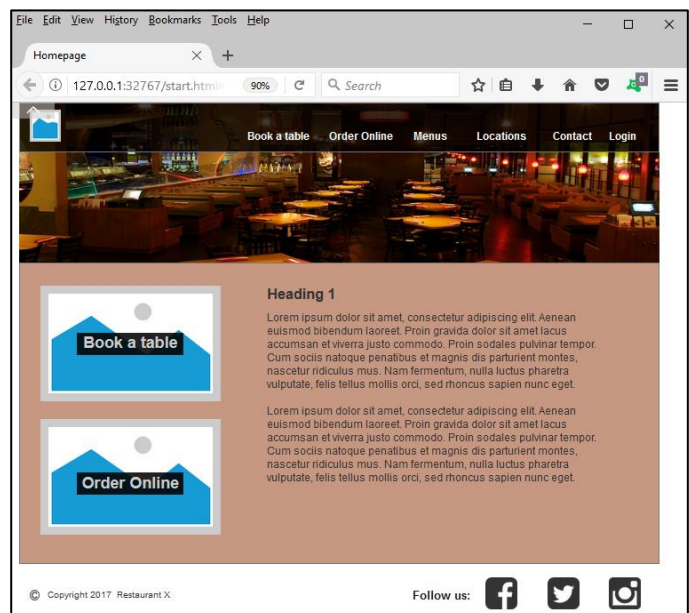 File Edit View History Bookmarks Tools Help
Homepage
127.0.0.1:32767/start.html 90% Search 0
Book a table Order Online Menus Locations Contact Login
Heading 1
Lorem ipsum dolor sit amet, consectetur adipiscing elit. Aenean
euismod bibendum laoreet. Proin gravida dolor sit amet lacus
accumsan et viverra justo commodo. Proin sodales pulvinar tempor.
Cum sociis natoque penatibus et magnis dis parturient montes,
nascetur ridiculus mus. Nam fermentum, nulla luctus pharetra
vulputate, felis tellus mollis orci, sed rhoncus sapien nunc eget.
Book a table
Lorem ipsum dolor sit amet, consectetur adipiscing elit. Aenean
euismod bibendum laoreet. Proin gravida dolor sit amet lacus
accumsan et viverra justo commodo. Proin sodales pulvinar tempor.
Cum sociis natoque penatibus et magnis dis parturient montes,
nascetur ridiculus mus. Nam fermentum, nulla luctus pharetra
vulputate, felis tellus mollis orci, sed rhoncus sapien nunc eget.
Order Online
© Copyright 2017 Restaurant X
Follow us: